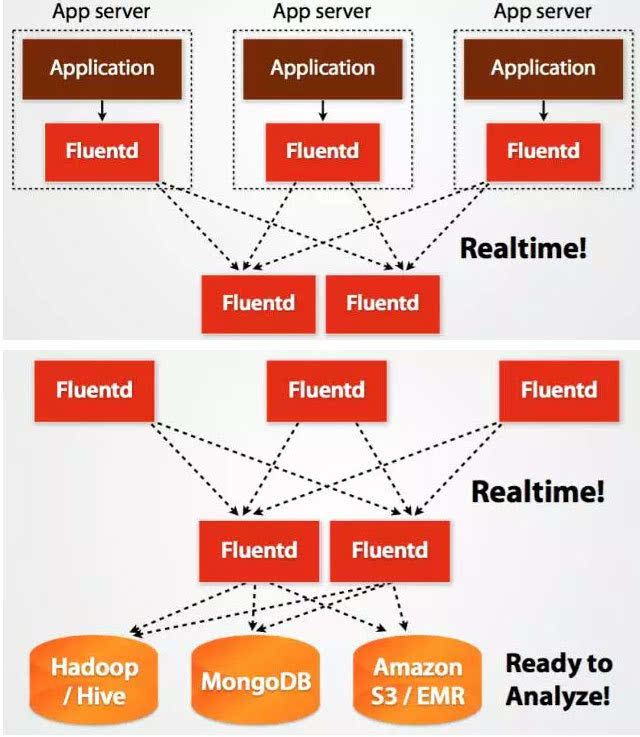 App server
App server
App server
Application
Application
Application
Fluentd
Fluentd
Fluentd
Realtime!
Fluentd
Fluentd
Fluentd
Fluentd
Fluentd
Realtime!
Fluentd
Fluentd
Hadoop
/ Hive
MongoDB
Amazon
S3 / EMR
Ready to
Analyze!